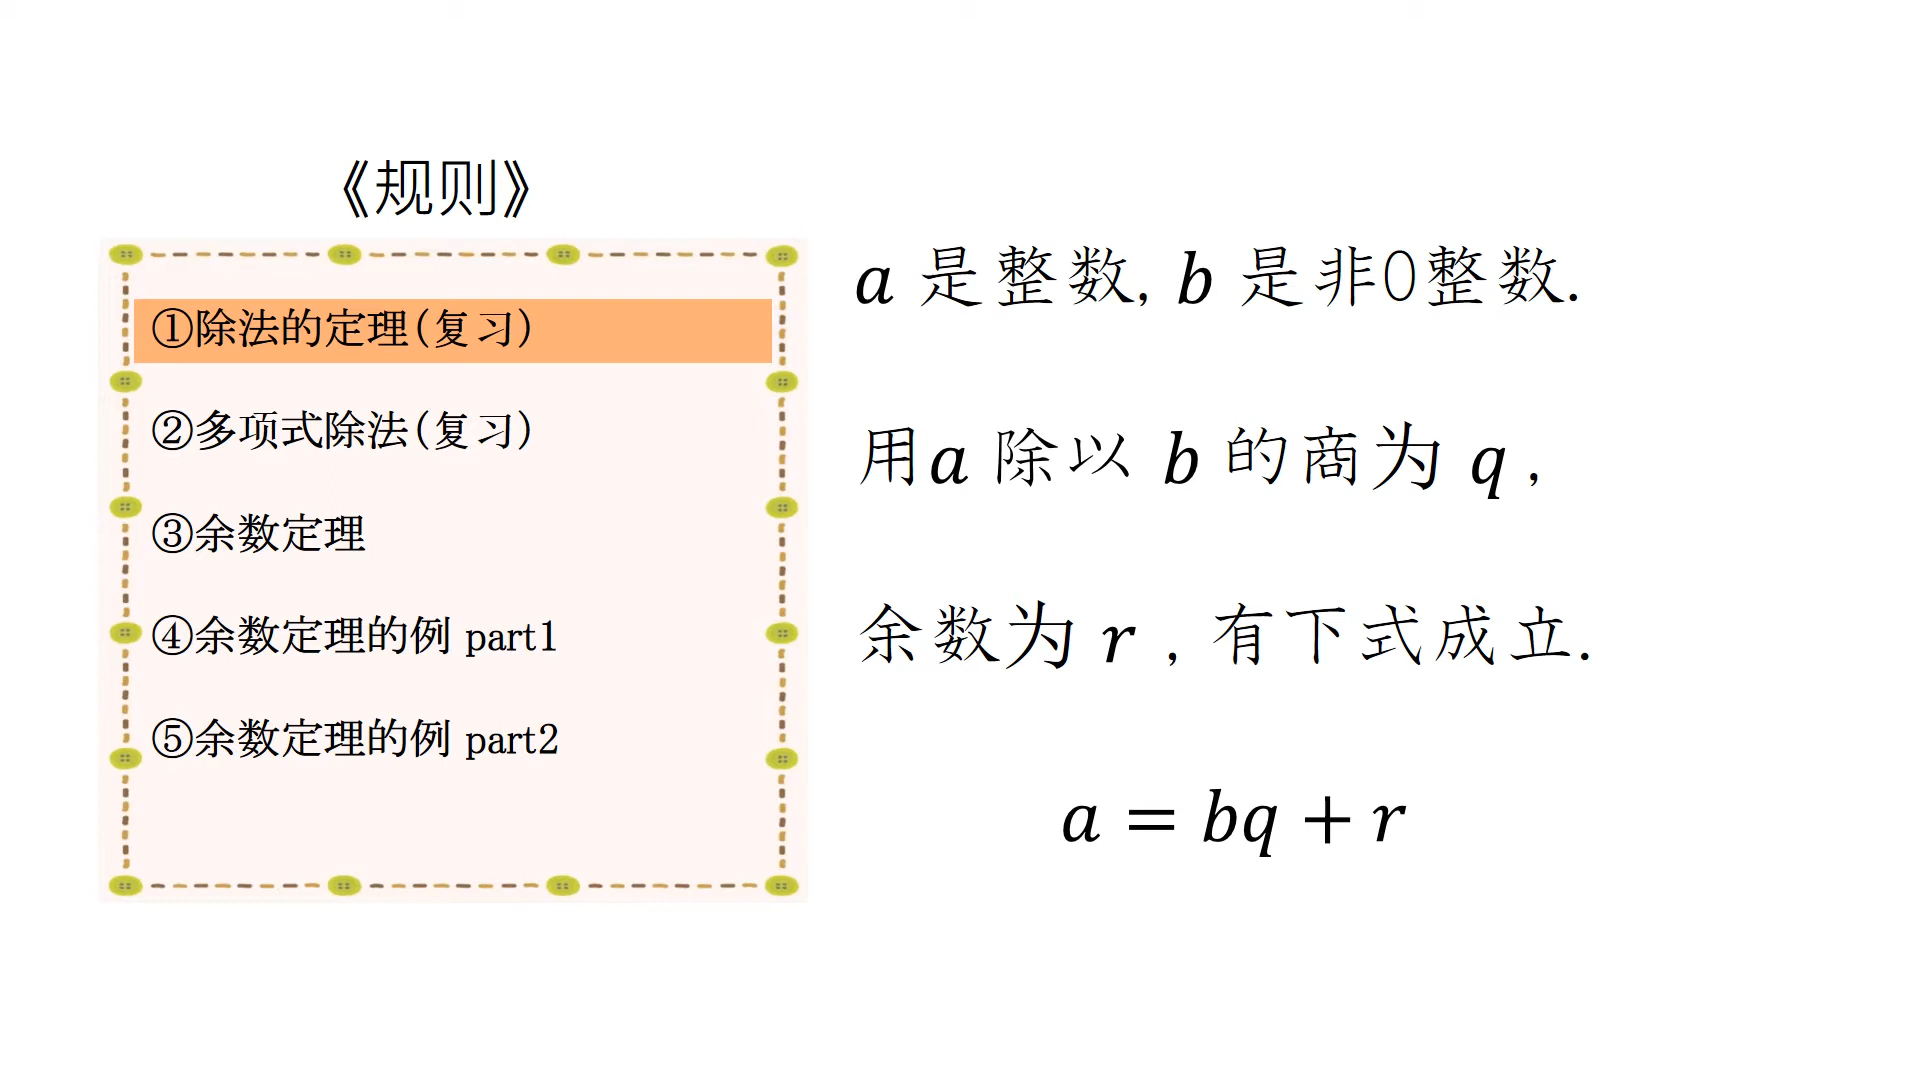 《规则》
①除法的定理(复习)
②多项式除法(复习)
③余数定理
④余数定理的例 part1
⑤余数定理的例 part2
a 是整数, b 是非0整数.
用a 除以 b 的商为 q ,
余数为 r , 有下式成立.
a = bq + r